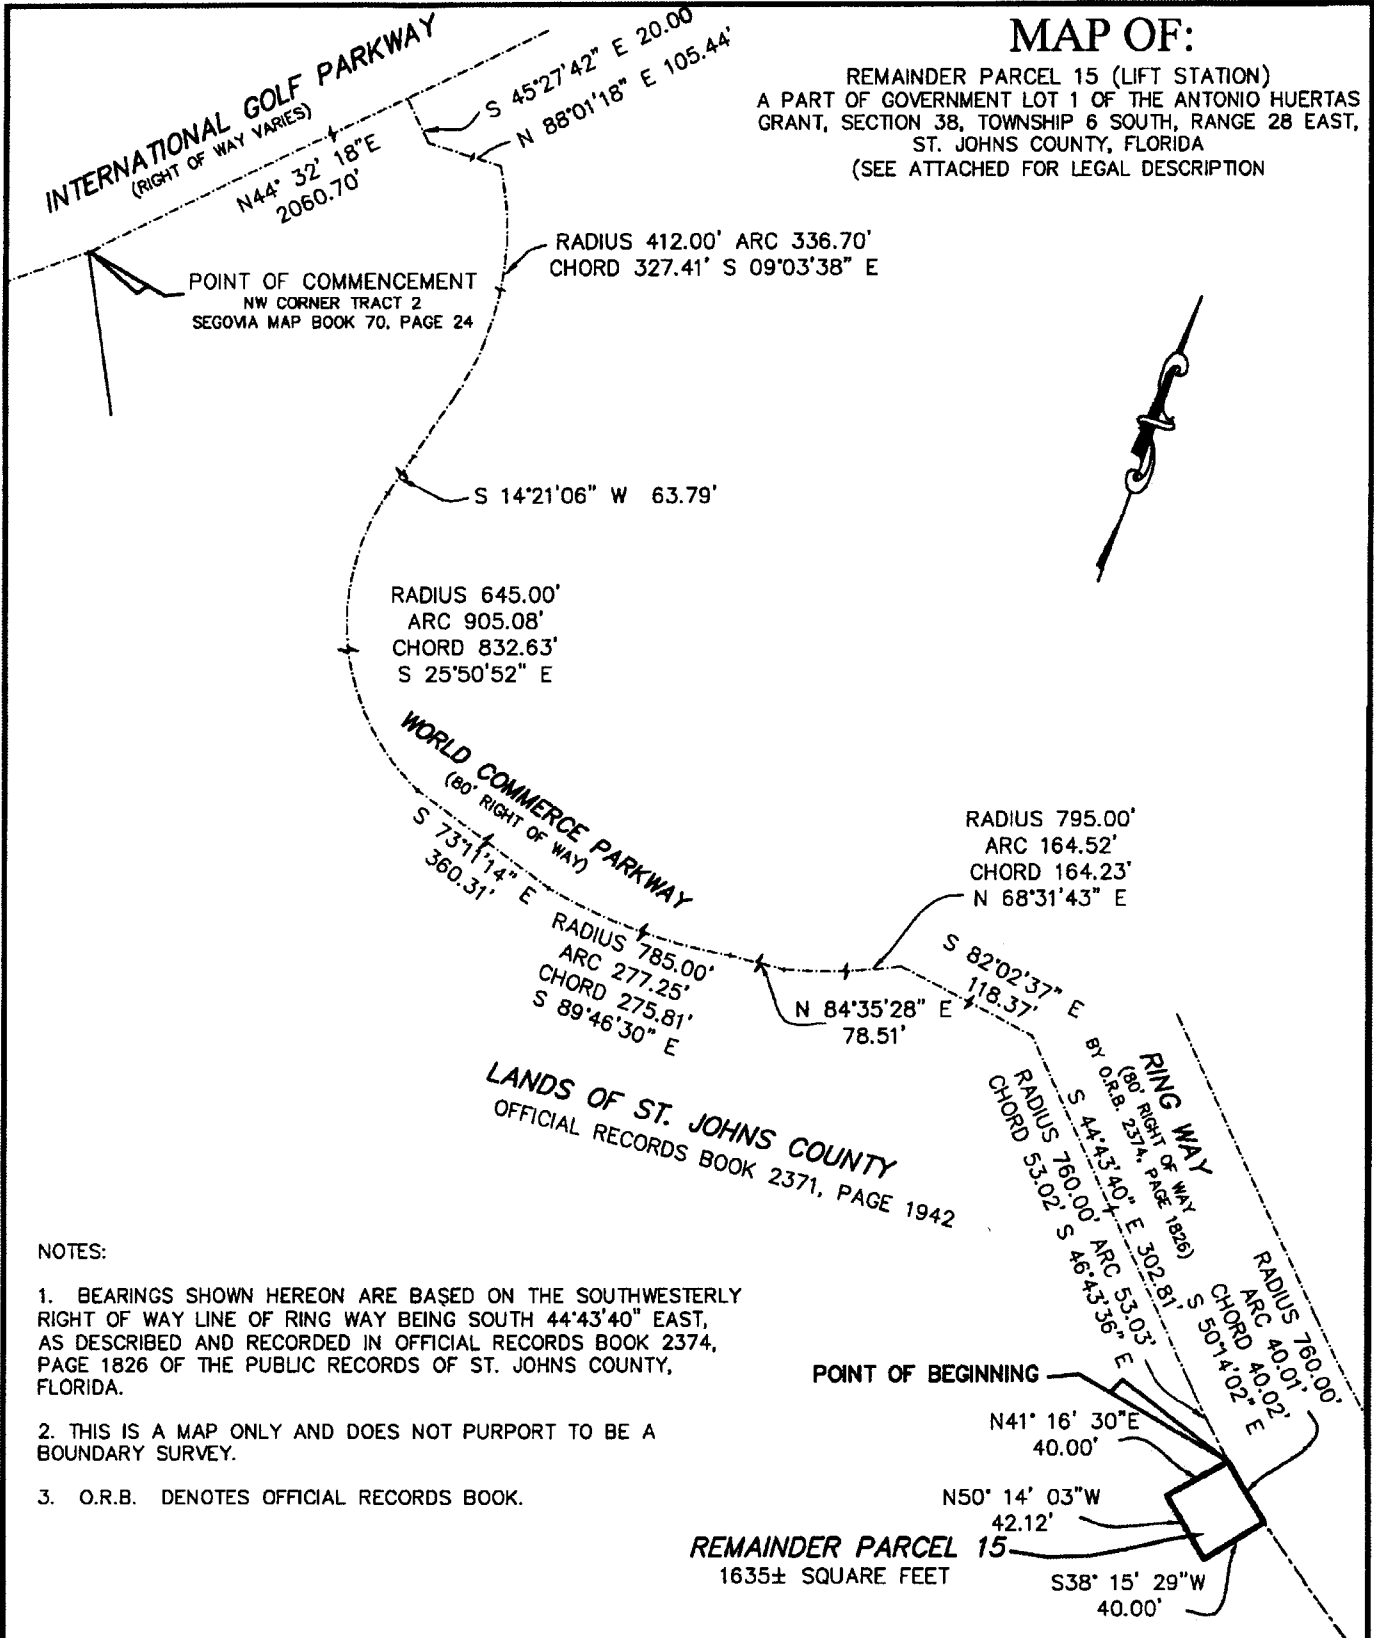 MAP OF:
REMAINDER PARCEL 15 (LIFT STATION)
A PART OF GOVERNMENT LOT 1 OF THE ANTONIO HUERTAS
GRANT, SECTION 38, TOWNSHIP 6 SOUTH, RANGE 28 EAST,
ST. JOHNS COUNTY, FLORIDA
(SEE ATTACHED FOR LEGAL DESCRIPTION
INTERNATIONAL GOLF PARKWAY
(RIGHT OF WAY VARIES)
N44° 32' 18"E
2060.70'
S 45°27'42" E 20.00
N 88°01'18" E 105.44'
POINT OF COMMENCEMENT
NW CORNER TRACT 2
SEGOVIA MAP BOOK 70, PAGE 24
RADIUS 412.00' ARC 336.70'
CHORD 327.41' S 09°03'38" E
S 14°21'06" W 63.79'
RADIUS 645.00'
ARC 905.08'
CHORD 832.63'
S 25°50'52" E
WORLD COMMERCE PARKWAY
(80' RIGHT OF WAY)
S 73°11'14" E
360.31'
RADIUS 785.00'
ARC 277.25'
CHORD 275.81'
S 89°46'30" E
N 84°35'28" E
78.51'
RADIUS 795.00'
ARC 164.52'
CHORD 164.23'
N 68°31'43" E
S 82°02'37" E
118.37'
LANDS OF ST. JOHNS COUNTY
OFFICIAL RECORDS BOOK 2371, PAGE 1942
RING WAY
(80' RIGHT OF WAY
BY O.R.B. 2374, PAGE 1826)
S 44°43'40" E 302.81'
RADIUS 760.00' ARC 53.03'
CHORD 53.02' S 46°43'36" E
RADIUS 760.00'
ARC 40.01'
CHORD 40.02'
S 50°14'02" E
NOTES:
1. BEARINGS SHOWN HEREON ARE BASED ON THE SOUTHWESTERLY
RIGHT OF WAY LINE OF RING WAY BEING SOUTH 44°43'40" EAST,
AS DESCRIBED AND RECORDED IN OFFICIAL RECORDS BOOK 2374,
PAGE 1826 OF THE PUBLIC RECORDS OF ST. JOHNS COUNTY,
FLORIDA.
2. THIS IS A MAP ONLY AND DOES NOT PURPORT TO BE A
BOUNDARY SURVEY.
3. O.R.B. DENOTES OFFICIAL RECORDS BOOK.
POINT OF BEGINNING
N41° 16' 30"E
40.00'
N50° 14' 03"W
42.12'
REMAINDER PARCEL 15
1635± SQUARE FEET
S38° 15' 29"W
40.00'